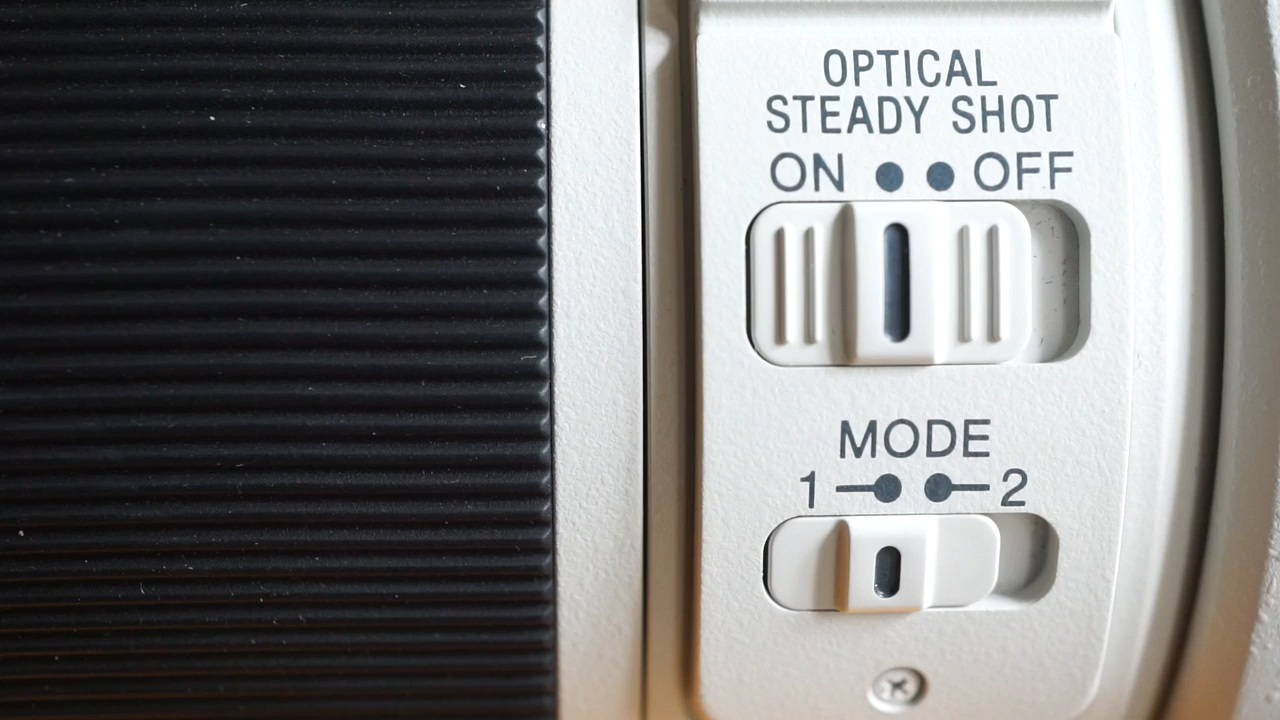 OPTICAL
STEADY SHOT
ON ●● OFF
MODE
1 2